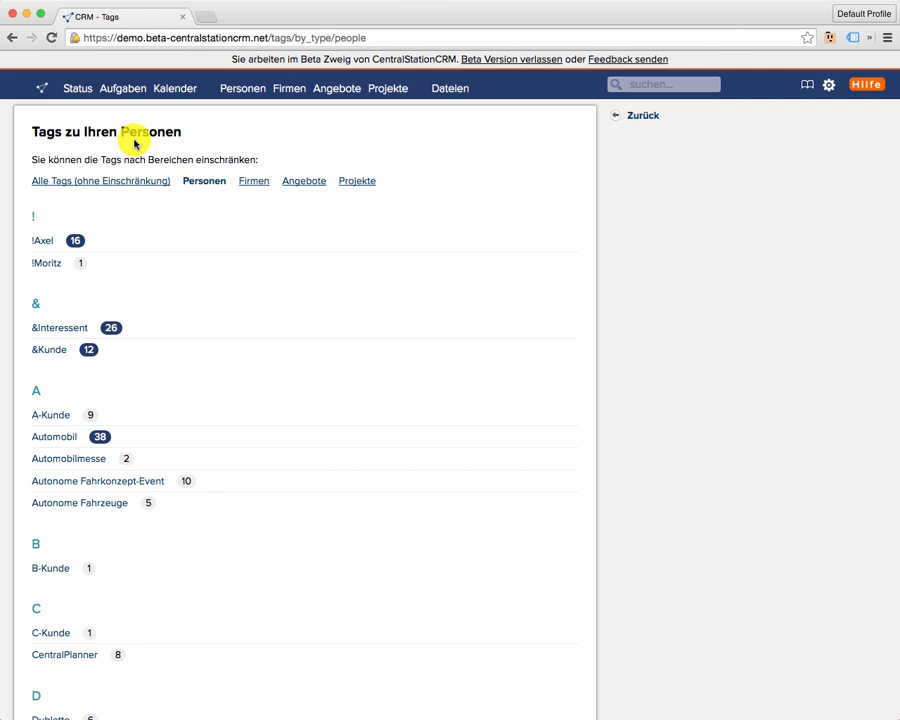 CRM - Tags
Default Profile
https://demo.beta-centralstationcrm.net/tags/by_type/people
Sie arbeiten im Beta Zweig von CentralStationCRM. Beta Version verlassen oder Feedback senden
Status Aufgaben Kalender Personen Firmen Angebote Projekte Dateien suchen... Hilfe
Tags zu Ihren Personen
Zurück
Sie können die Tags nach Bereichen einschränken:
Alle Tags (ohne Einschränkung) Personen Firmen Angebote Projekte
!
!Axel 16
!Moritz 1
&
&Interessent 26
&Kunde 12
A
A-Kunde 9
Automobil 38
Automobilmesse 2
Autonome Fahrkonzept-Event 10
Autonome Fahrzeuge 5
B
B-Kunde 1
C
C-Kunde 1
CentralPlanner 8
D